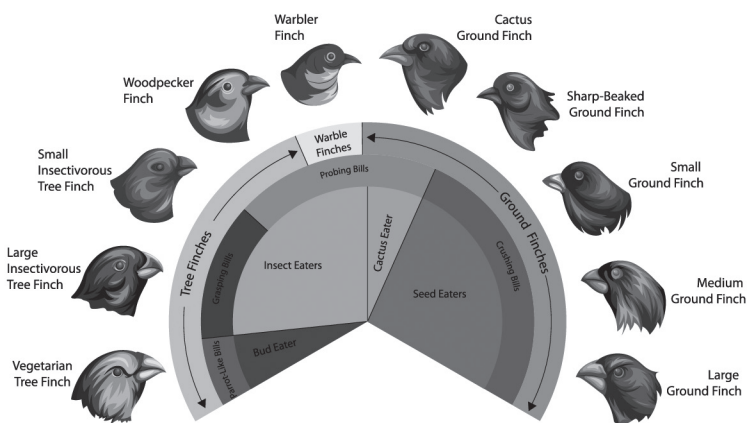 Warbler
Finch
Cactus
Ground Finch
Woodpecker
Finch
Sharp-Beaked
Ground Finch
Small
Insectivorous
Tree Finch
Small
Ground Finch
Large
Insectivorous
Tree Finch
Medium
Ground Finch
Vegetarian
Tree Finch
Large
Ground Finch
Warble
Finches
Probing Bills
Tree Finches
Ground Finches
Grasping Bills
Crushing Bills
Insect Eaters
Cactus Eater
Seed Eaters
Bud Eater
Parrot-Like Bills